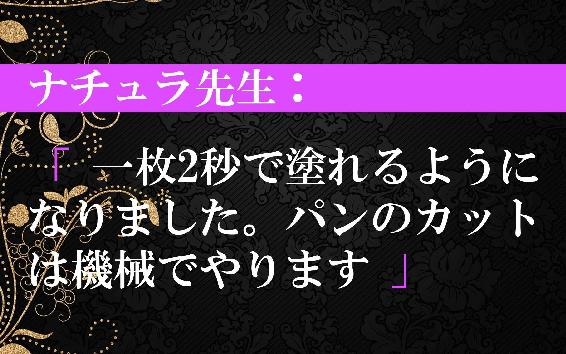 ナチュラ先生：
「 一枚2秒で塗れるように
なりました。パンのカット
は機械でやります 」